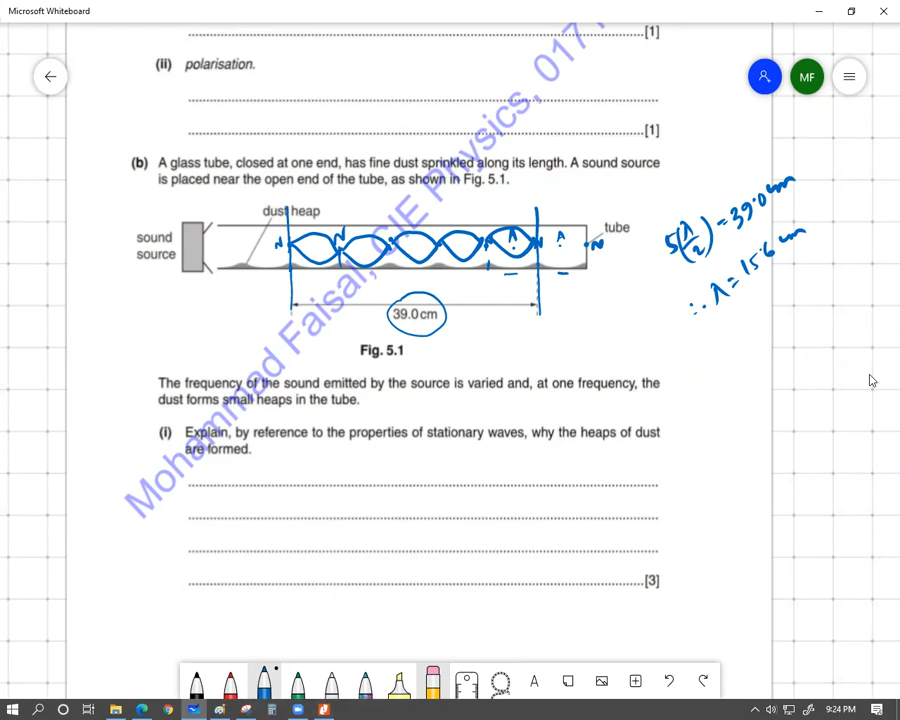 Microsoft Whiteboard
[1]
(ii) polarisation.
[1]
(b) A glass tube, closed at one end, has fine dust sprinkled along its length. A sound source
is placed near the open end of the tube, as shown in Fig. 5.1.
dust heap
tube
sound
source
N
N
N
A
N
A
N
39.0 cm
5(λ/2) = 39.0 cm
∴ λ = 15.6 cm
Fig. 5.1
The frequency of the sound emitted by the source is varied and, at one frequency, the
dust forms small heaps in the tube.
(i) Explain, by reference to the properties of stationary waves, why the heaps of dust
are formed.
[3]
Mohammad Faisal, CIE Physics, 017
MF
A
9:24 PM